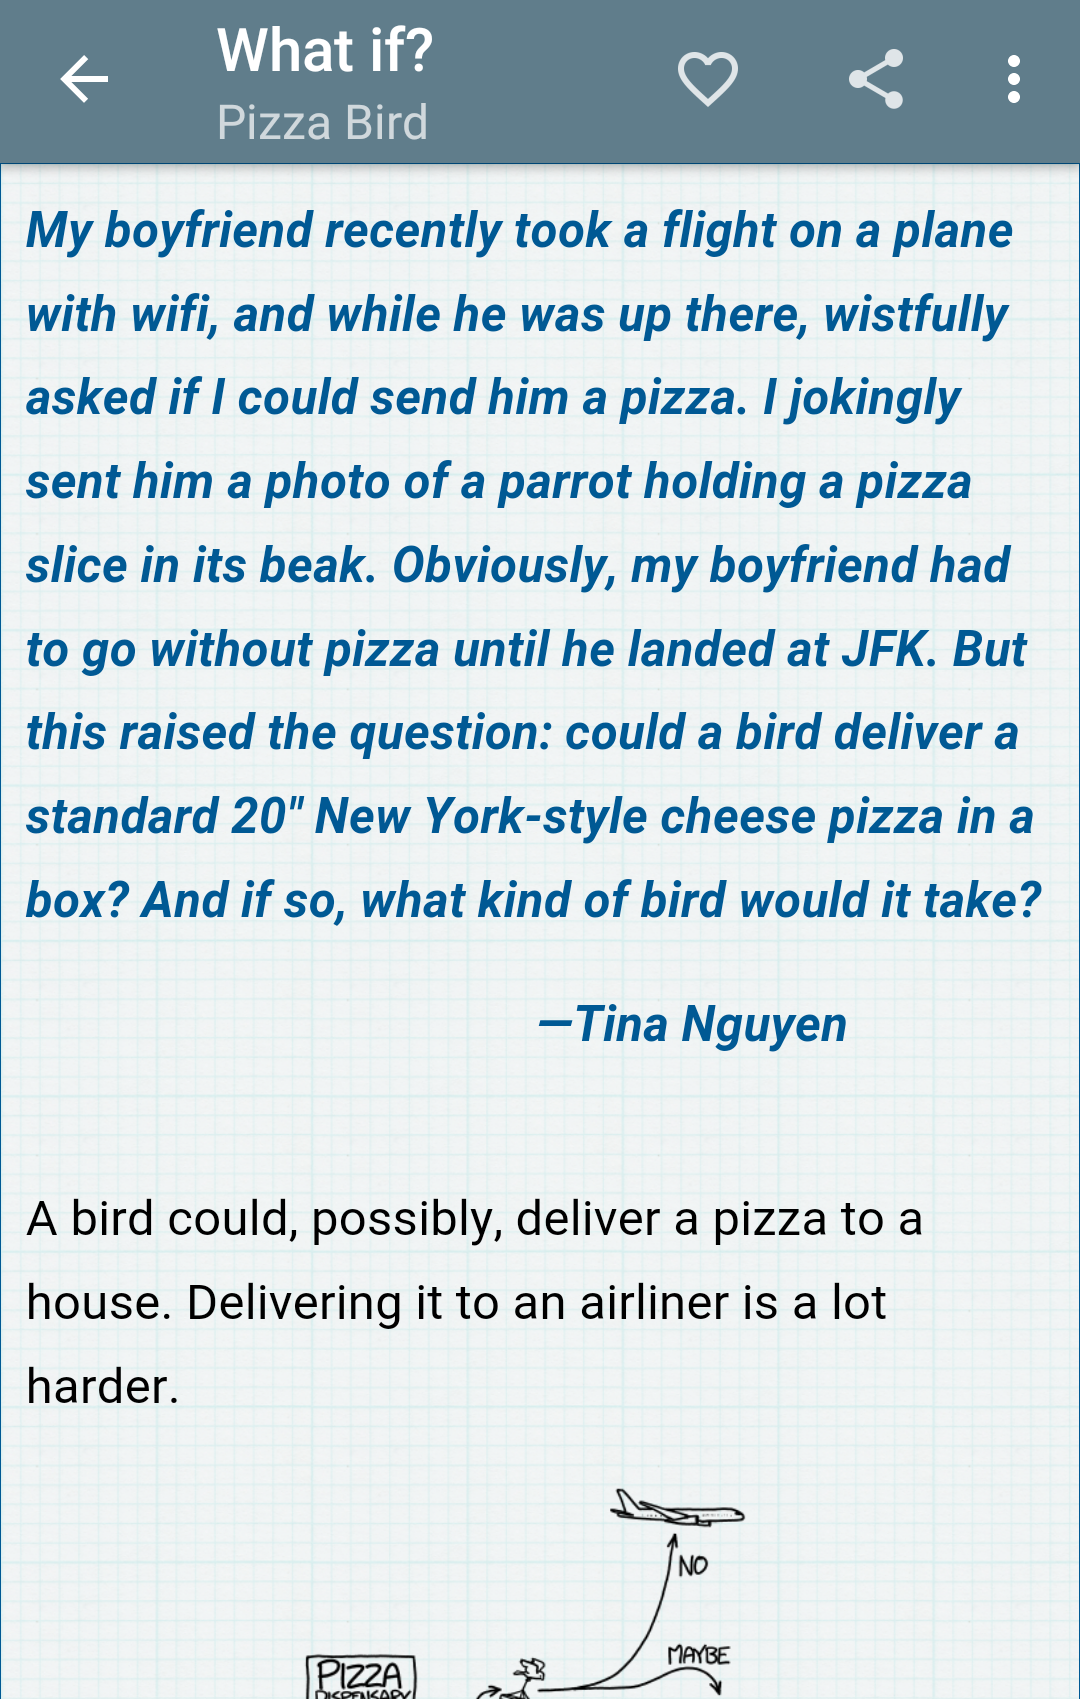 What if?
Pizza Bird
My boyfriend recently took a flight on a plane
with wifi, and while he was up there, wistfully
asked if I could send him a pizza. I jokingly
sent him a photo of a parrot holding a pizza
slice in its beak. Obviously, my boyfriend had
to go without pizza until he landed at JFK. But
this raised the question: could a bird deliver a
standard 20" New York-style cheese pizza in a
box? And if so, what kind of bird would it take?
—Tina Nguyen
A bird could, possibly, deliver a pizza to a
house. Delivering it to an airliner is a lot
harder.
NO
MAYBE
PIZZA
DISPENSARY